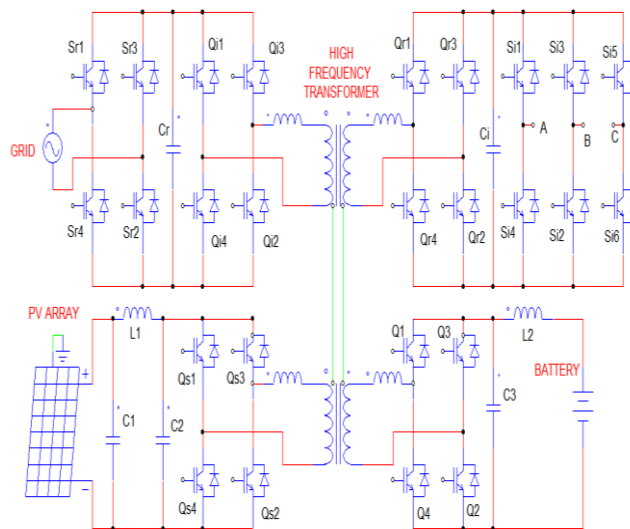 Sr1 Sr3 Qi1 Qi3 HIGH FREQUENCY TRANSFORMER Qr1 Qr3 Si1 Si3 Si5
Cr Ci A B C
GRID
Sr4 Sr2 Qi4 Qi2 Qr4 Qr2 Si4 Si2 Si6
PV ARRAY
L1 Q1 Q3 L2
Qs1 Qs3 BATTERY
+
C1 C2 C3
Qs4 Qs2 Q4 Q2